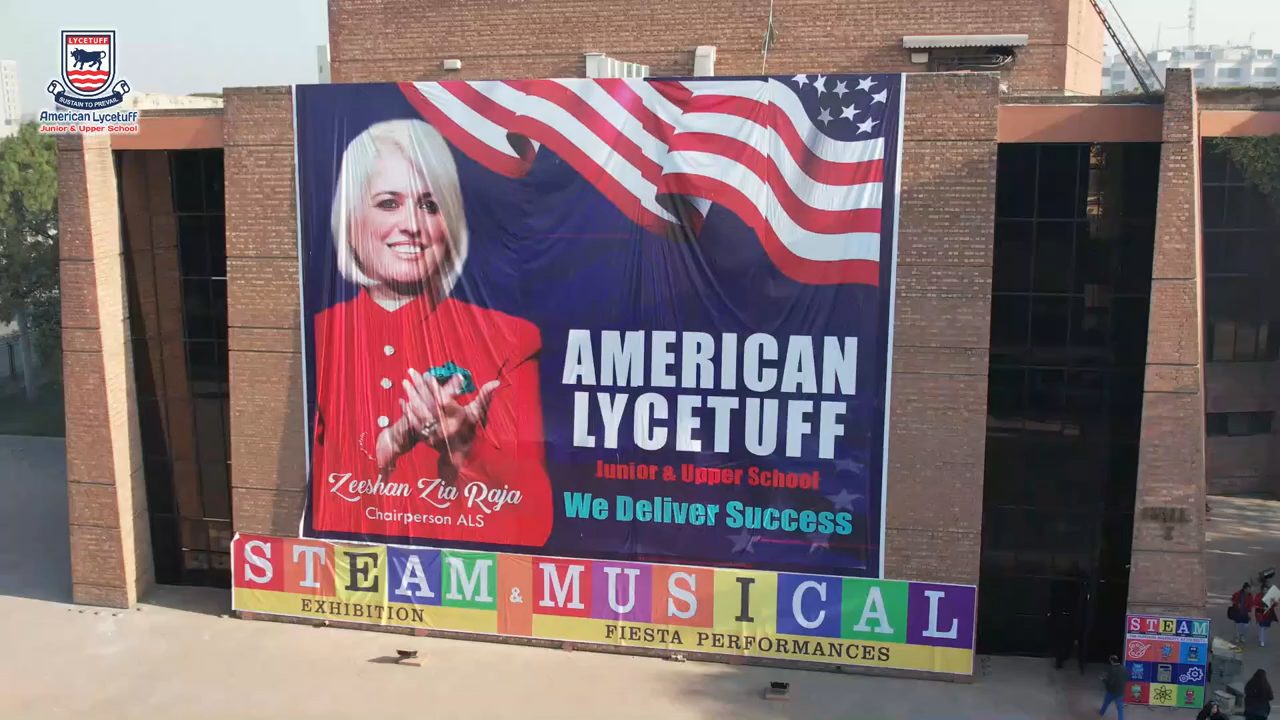 LYCETUFF
SUSTAIN TO PREVAIL
American Lycetuff
Junior & Upper School
AMERICAN
LYCETUFF
Junior & Upper School
We Deliver Success
Zeeshan Zia Raja
Chairperson ALS
STEAM & MUSICAL
EXHIBITION
FIESTA PERFORMANCES
STEAM